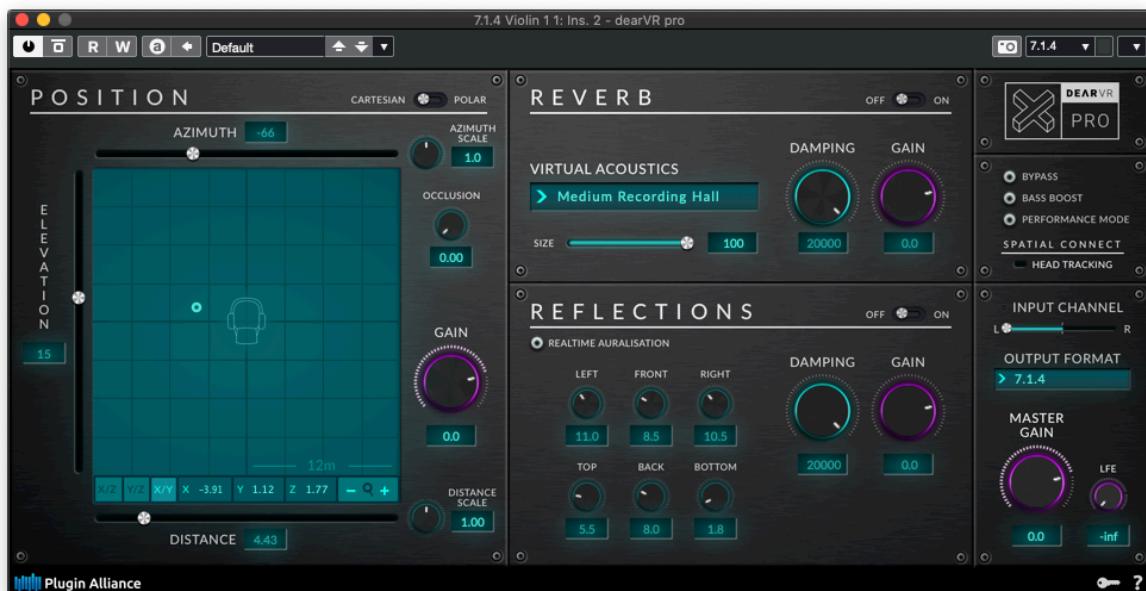 7.1.4 Violin 1 1: Ins. 2 - dearVR pro
R W a Default 7.1.4
POSITION
CARTESIAN POLAR
AZIMUTH -66
AZIMUTH SCALE
1.0
OCCLUSION
0.00
ELEVATION
15
GAIN
0.0
12m
X/Z Y/Z X/Y X -3.91 Y 1.12 Z 1.77 - +
DISTANCE SCALE
1.00
DISTANCE 4.43
REVERB
OFF ON
VIRTUAL ACOUSTICS
Medium Recording Hall
SIZE 100
DAMPING GAIN
20000 0.0
REFLECTIONS
OFF ON
REALTIME AURALISATION
LEFT FRONT RIGHT
11.0 8.5 10.5
TOP BACK BOTTOM
5.5 8.0 1.8
DAMPING GAIN
20000 0.0
DEARVR
PRO
BYPASS
BASS BOOST
PERFORMANCE MODE
SPATIAL CONNECT
HEAD TRACKING
INPUT CHANNEL
L R
OUTPUT FORMAT
7.1.4
MASTER
GAIN
LFE
0.0 -inf
Plugin Alliance ?